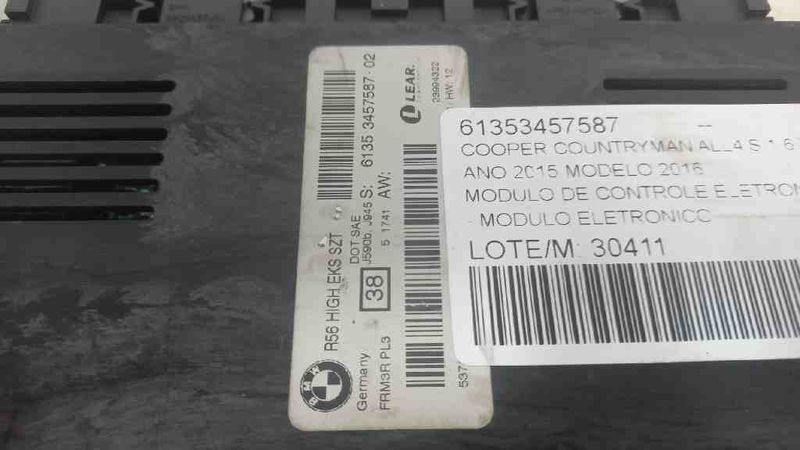 R56 HIGH EKS SZT
DOT SAE
J590b, J945 S:
6135 3457587-02
LEAR
Germany
FRM3R PL3
38
5 1741
AW:
23994322
HW: 12
BMW
61353457587 --
COOPER COUNTRYMAN ALL4 S 1.6
ANO 2015 MODELO 2016
MODULO DE CONTROLE ELETRON
- MODULO ELETRONICO
LOTE/M: 30411